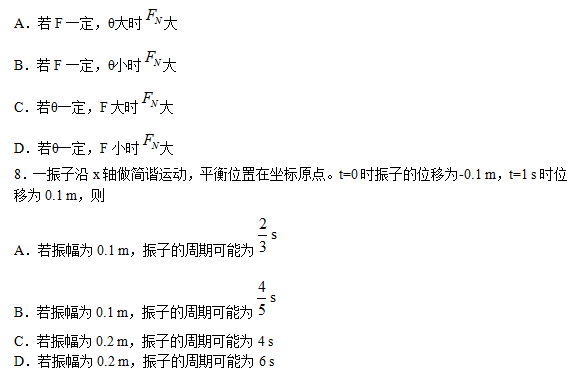 A．若 F 一定，θ大时 F_N 大
B．若 F 一定，θ小时 F_N 大
C．若θ一定，F 大时 F_N 大
D．若θ一定，F 小时 F_N 大
8．一振子沿 x 轴做简谐运动，平衡位置在坐标原点。t=0 时振子的位移为-0.1 m，t=1 s 时位
移为 0.1 m，则
A．若振幅为 0.1 m，振子的周期可能为 2/3 s
B．若振幅为 0.1 m，振子的周期可能为 4/5 s
C．若振幅为 0.2 m，振子的周期可能为 4 s
D．若振幅为 0.2 m，振子的周期可能为 6 s